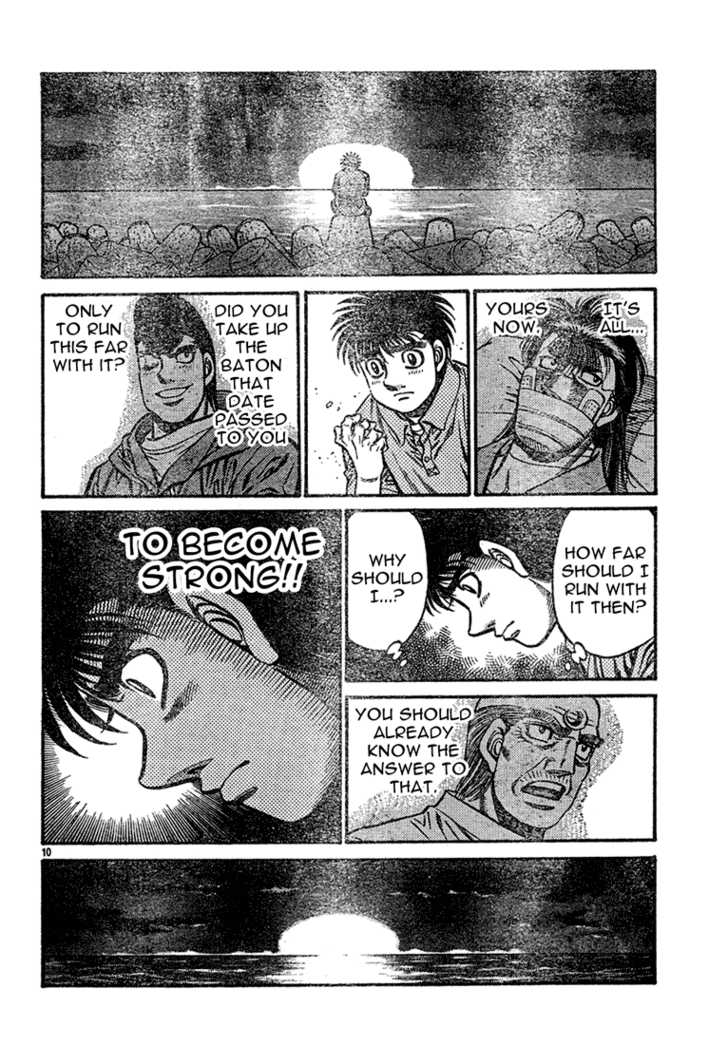 IT'S
ALL...
YOURS
NOW.
DID YOU
TAKE UP
THE
BATON
THAT
DATE
PASSED
TO YOU
ONLY
TO RUN
THIS FAR
WITH IT?
HOW FAR
SHOULD I
RUN WITH
IT THEN?
WHY
SHOULD
I...?
TO BECOME
STRONG!!
YOU SHOULD
ALREADY
KNOW THE
ANSWER TO
THAT.
10